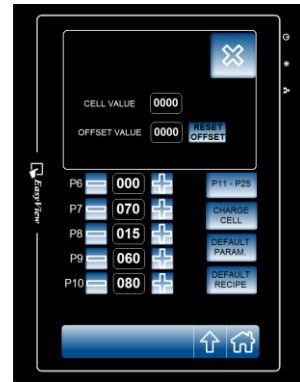 CELL VALUE 0000
OFFSET VALUE 0000 RESET OFFSET
EasyView
P6 000 P11 - P25
P7 070 CHARGE CELL
P8 015
P9 060 DEFAULT PARAM.
P10 080 DEFAULT RECIPE